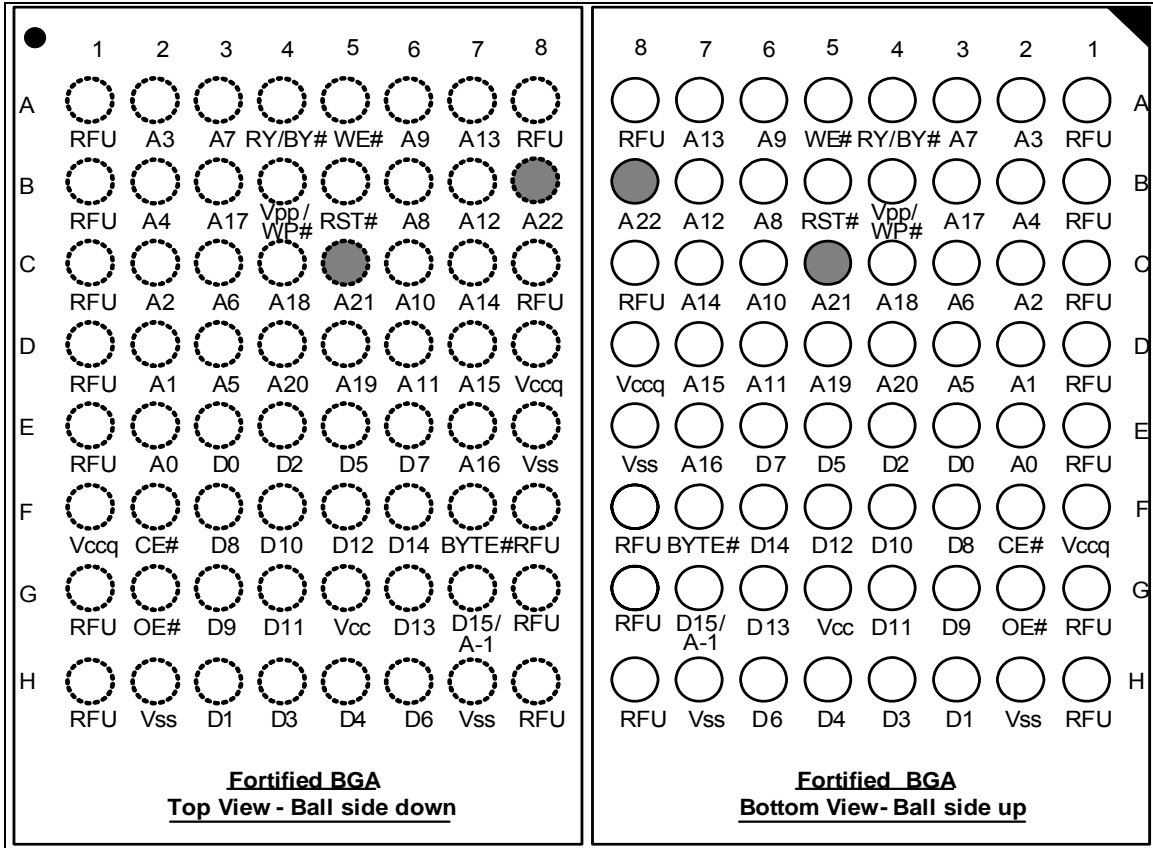 1 2 3 4 5 6 7 8
A
RFU A3 A7 RY/BY# WE# A9 A13 RFU
B
RFU A4 A17 Vpp / WP# RST# A8 A12 A22
C
RFU A2 A6 A18 A21 A10 A14 RFU
D
RFU A1 A5 A20 A19 A11 A15 Vccq
E
RFU A0 D0 D2 D5 D7 A16 Vss
F
Vccq CE# D8 D10 D12 D14 BYTE# RFU
G
RFU OE# D9 D11 Vcc D13 D15/ A-1 RFU
H
RFU Vss D1 D3 D4 D6 Vss RFU
Fortified BGA
Top View - Ball side down
8 7 6 5 4 3 2 1
A
RFU A13 A9 WE# RY/BY# A7 A3 RFU
B
A22 A12 A8 RST# Vpp / WP# A17 A4 RFU
C
RFU A14 A10 A21 A18 A6 A2 RFU
D
Vccq A15 A11 A19 A20 A5 A1 RFU
E
Vss A16 D7 D5 D2 D0 A0 RFU
F
RFU BYTE# D14 D12 D10 D8 CE# Vccq
G
RFU D15/ A-1 D13 Vcc D11 D9 OE# RFU
H
RFU Vss D6 D4 D3 D1 Vss RFU
Fortified BGA
Bottom View- Ball side up